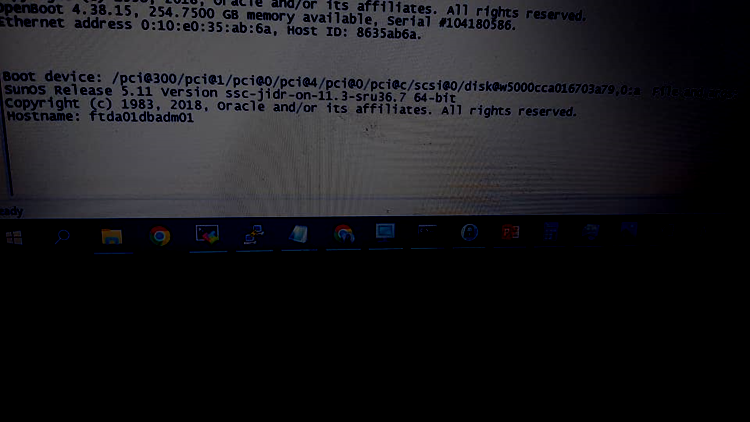 Oracle and/or its affiliates. All rights reserved.
OpenBoot 4.38.15, 254.7500 GB memory available, Serial #104180586.
Ethernet address 0:10:e0:35:ab:6a, Host ID: 8635ab6a.
Boot device: /pci@300/pci@1/pci@0/pci@4/pci@0/pci@c/scsi@0/disk@w5000cca016703a79,0:a
SunOS Release 5.11 Version ssc-jidr-on-11.3-sru36.7 64-bit
Copyright (c) 1983, 2018, Oracle and/or its affiliates. All rights reserved.
Hostname: ftda01dbadm01